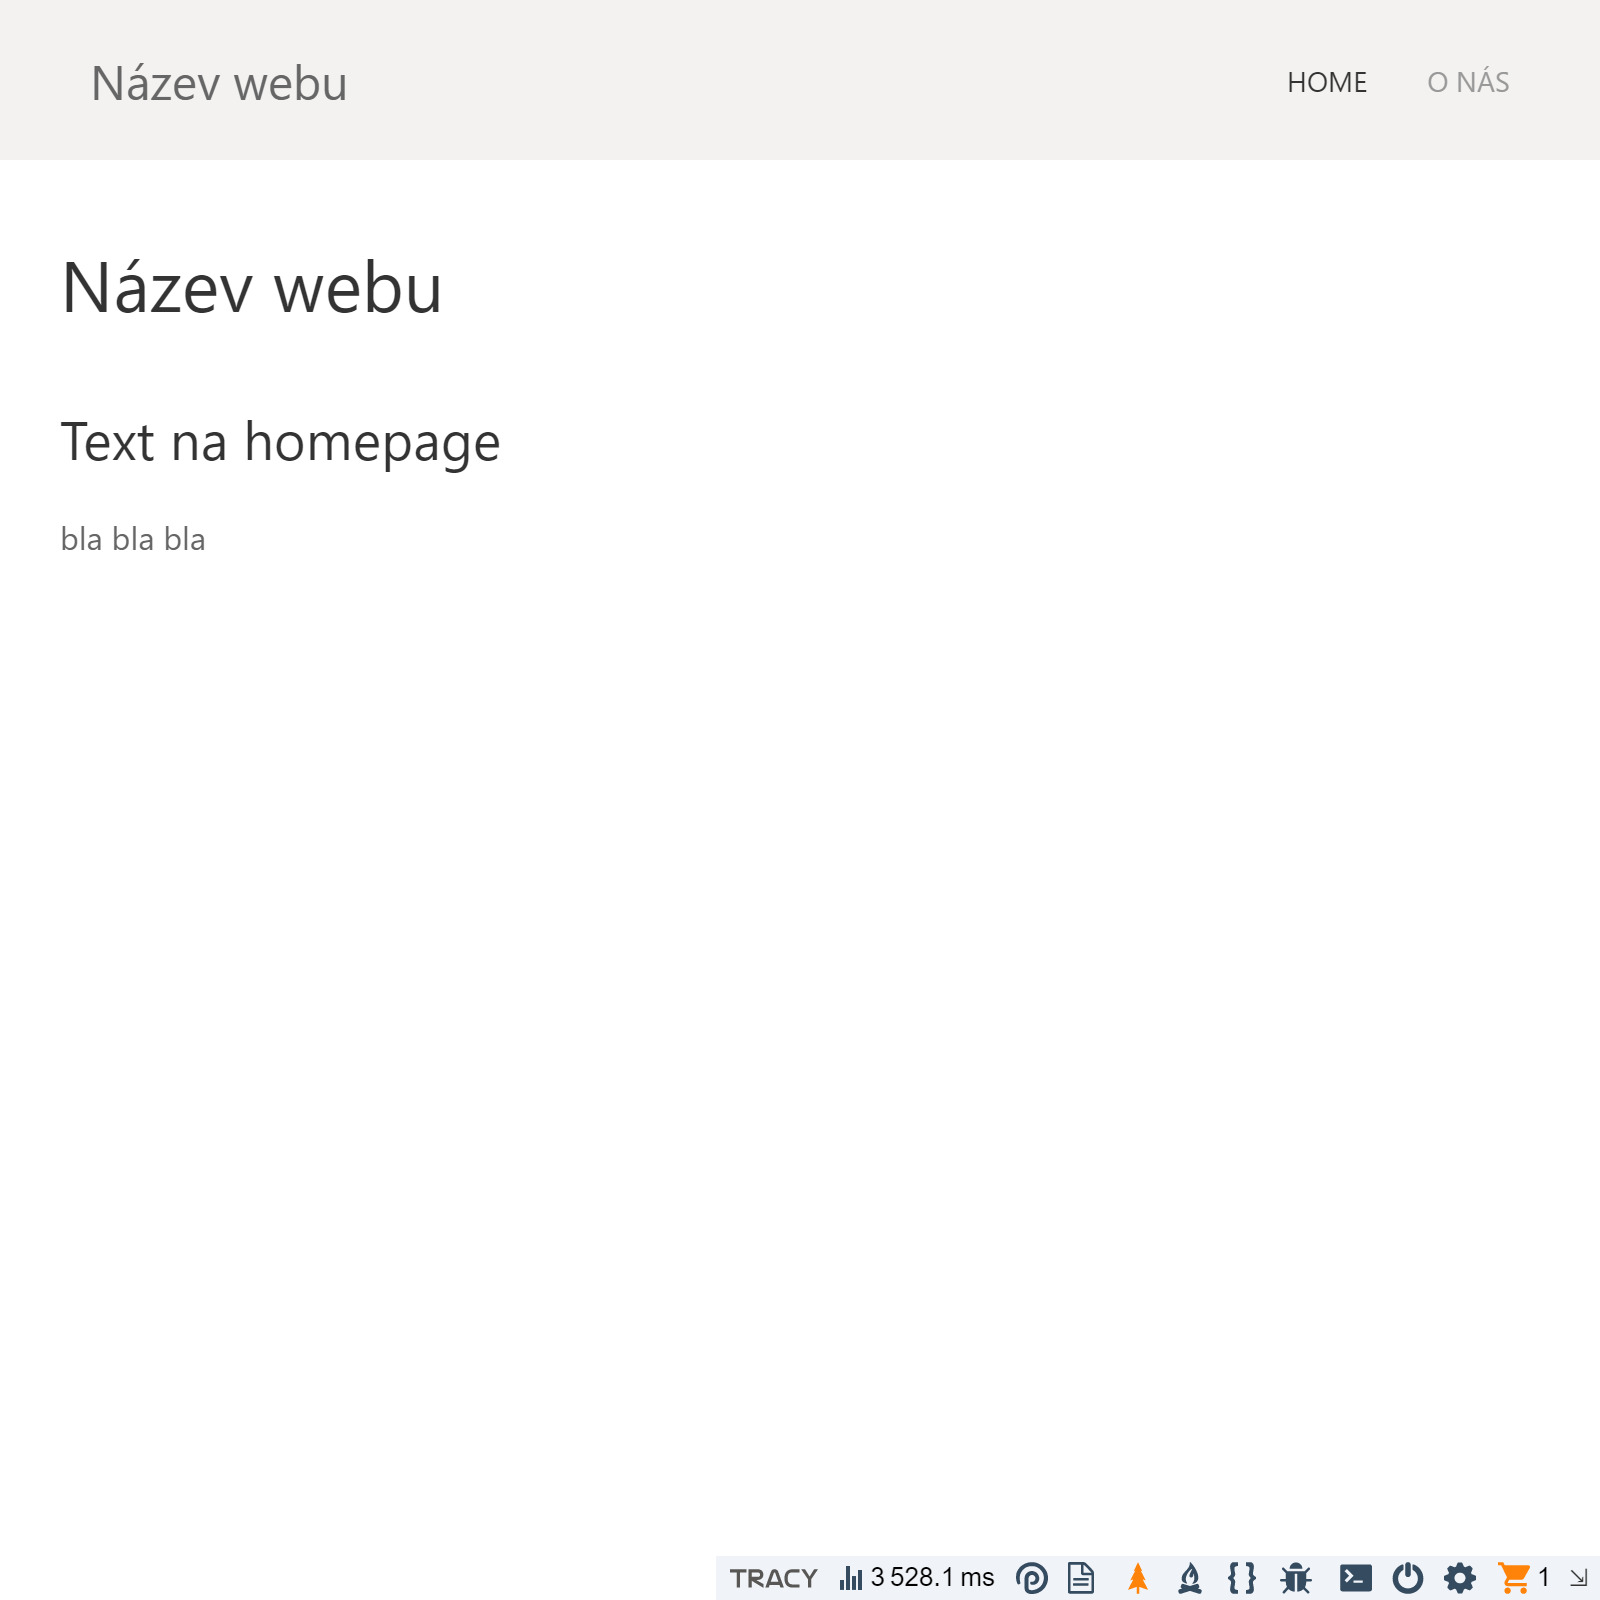 Název webu
HOME
O NÁS
Název webu
Text na homepage
bla bla bla
TRACY 3 528.1 ms 1